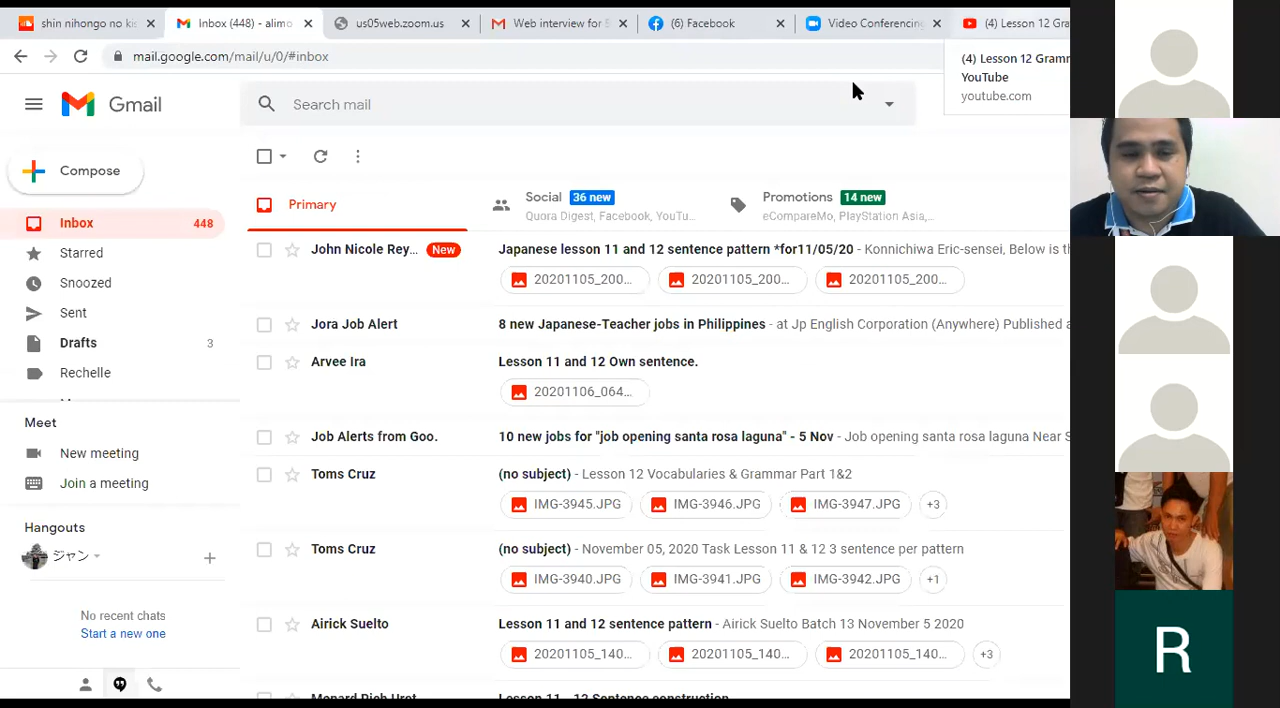 shin nihongo no kis
Inbox (448) - alimo
us05web.zoom.us
Web interview for S
(6) Facebook
Video Conferencing
(4) Lesson 12 Gra
mail.google.com/mail/u/0/#inbox
(4) Lesson 12 Gramm
YouTube
youtube.com
Gmail
Search mail
Compose
Primary
Social 36 new
Quora Digest, Facebook, YouTu...
Promotions 14 new
eCompareMo, PlayStation Asia,...
Inbox 448
Starred
Snoozed
Sent
Drafts 3
Rechelle
Meet
New meeting
Join a meeting
Hangouts
ジャン
No recent chats
Start a new one
John Nicole Rey... New Japanese lesson 11 and 12 sentence pattern *for11/05/20 - Konnichiwa Eric-sensei, Below is th
20201105_200... 20201105_200... 20201105_200...
Jora Job Alert 8 new Japanese-Teacher jobs in Philippines - at Jp English Corporation (Anywhere) Published a
Arvee Ira Lesson 11 and 12 Own sentence.
20201106_064...
Job Alerts from Goo. 10 new jobs for "job opening santa rosa laguna" - 5 Nov - Job opening santa rosa laguna Near S
Toms Cruz (no subject) - Lesson 12 Vocabularies & Grammar Part 1&2
IMG-3945.JPG IMG-3946.JPG IMG-3947.JPG +3
Toms Cruz (no subject) - November 05, 2020 Task Lesson 11 & 12 3 sentence per pattern
IMG-3940.JPG IMG-3941.JPG IMG-3942.JPG +1
Airick Suelto Lesson 11 and 12 sentence pattern - Airick Suelto Batch 13 November 5 2020
20201105_140... 20201105_140... 20201105_140... +3
Lesson 11 - 12 Sentence construction
R